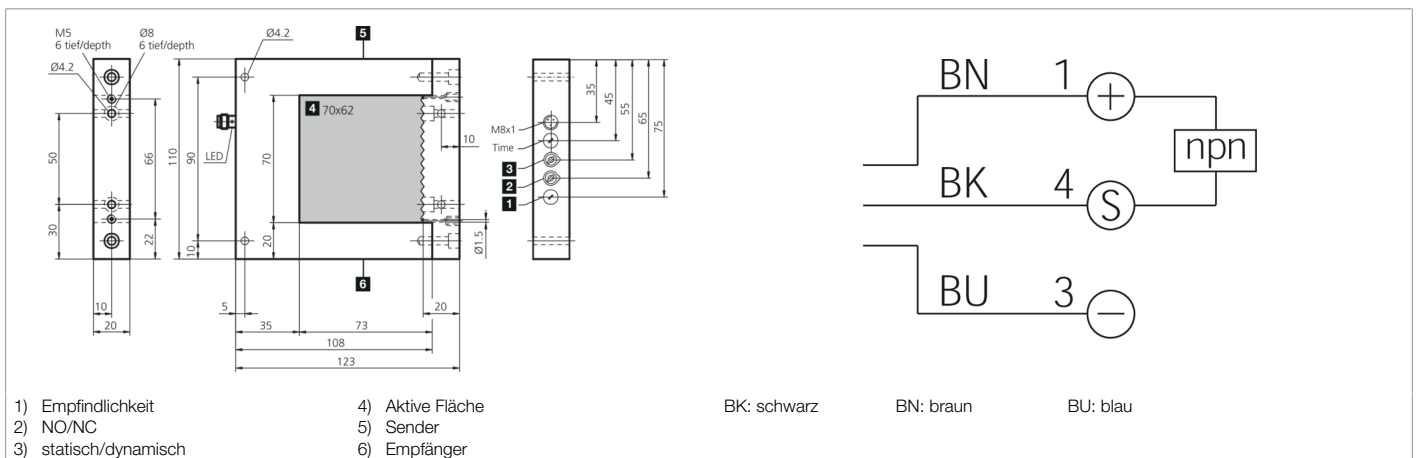 M5
6 tief/depth
Ø8
6 tief/depth
Ø4.2
50
30
66
22
10
20
Ø4.2
5
4 70x62
LED
110
90
10
70
20
10
Ø1.5
5
20
35
73
108
123
6
35
45
55
65
75
M8x1
Time
3
2
1
BN 1 +
npn
BK 4 S
BU 3 −
1) Empfindlichkeit
2) NO/NC
3) statisch/dynamisch
4) Aktive Fläche
5) Sender
6) Empfänger
BK: schwarz BN: braun BU: blau